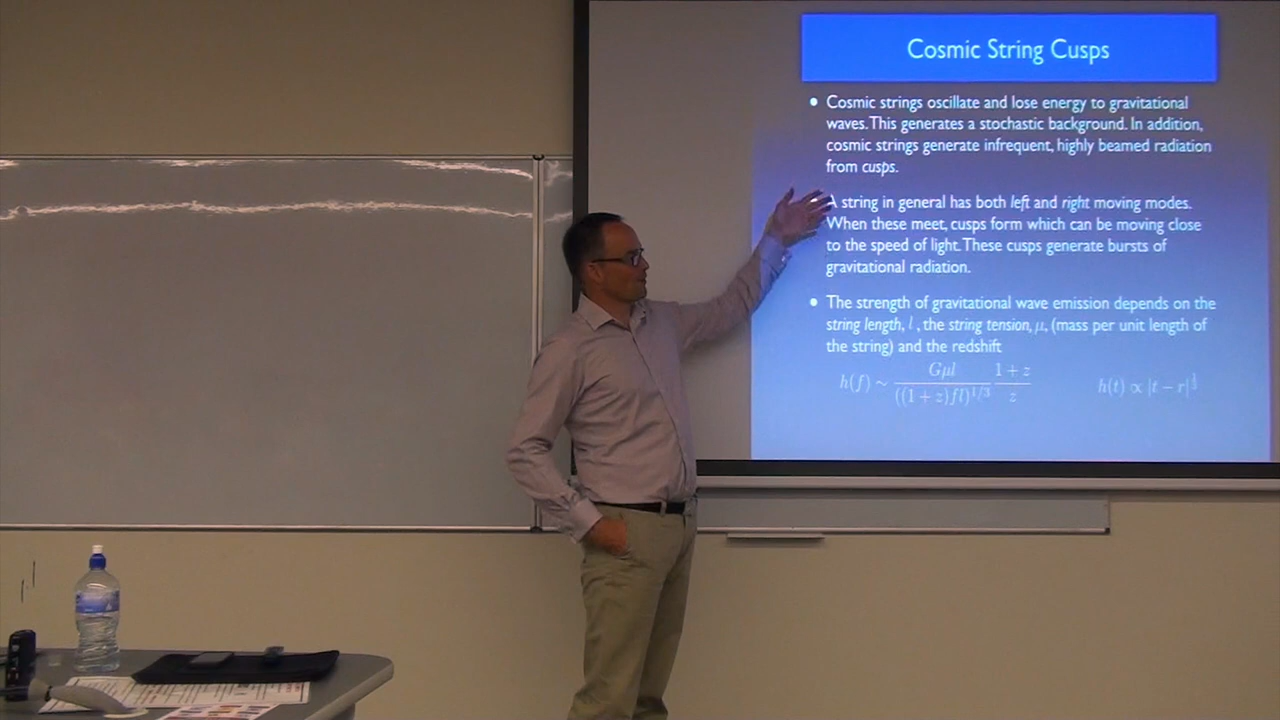 Cosmic String Cusps
• Cosmic strings oscillate and lose energy to gravitational
waves. This generates a stochastic background. In addition,
cosmic strings generate infrequent, highly beamed radiation
from cusps.
A string in general has both left and right moving modes.
When these meet, cusps form which can be moving close
to the speed of light. These cusps generate bursts of
gravitational radiation.
• The strength of gravitational wave emission depends on the
string length, l , the string tension, μ, (mass per unit length of
the string) and the redshift
h(f) ~ Gμl / ((1 + z)fl)^1/3 1 + z / z h(t) ∝ |t − r|^1/3